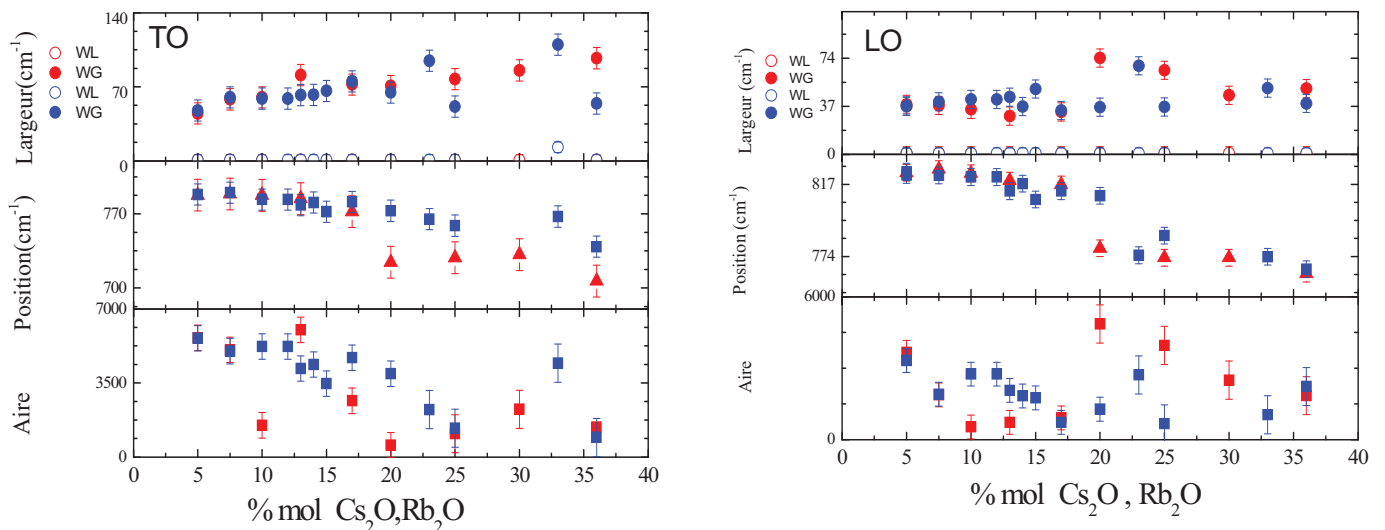 TO
WL
WG
WL
WG
Largeur(cm⁻¹)
140
70
0
Position(cm⁻¹)
770
700
Aire
7000
3500
0
0 5 10 15 20 25 30 35 40
% mol Cs₂O,Rb₂O
LO
WL
WG
WL
WG
Largeur (cm⁻¹)
74
37
0
Position (cm⁻¹)
817
774
Aire
6000
0
0 5 10 15 20 25 30 35 40
% mol Cs₂O , Rb₂O